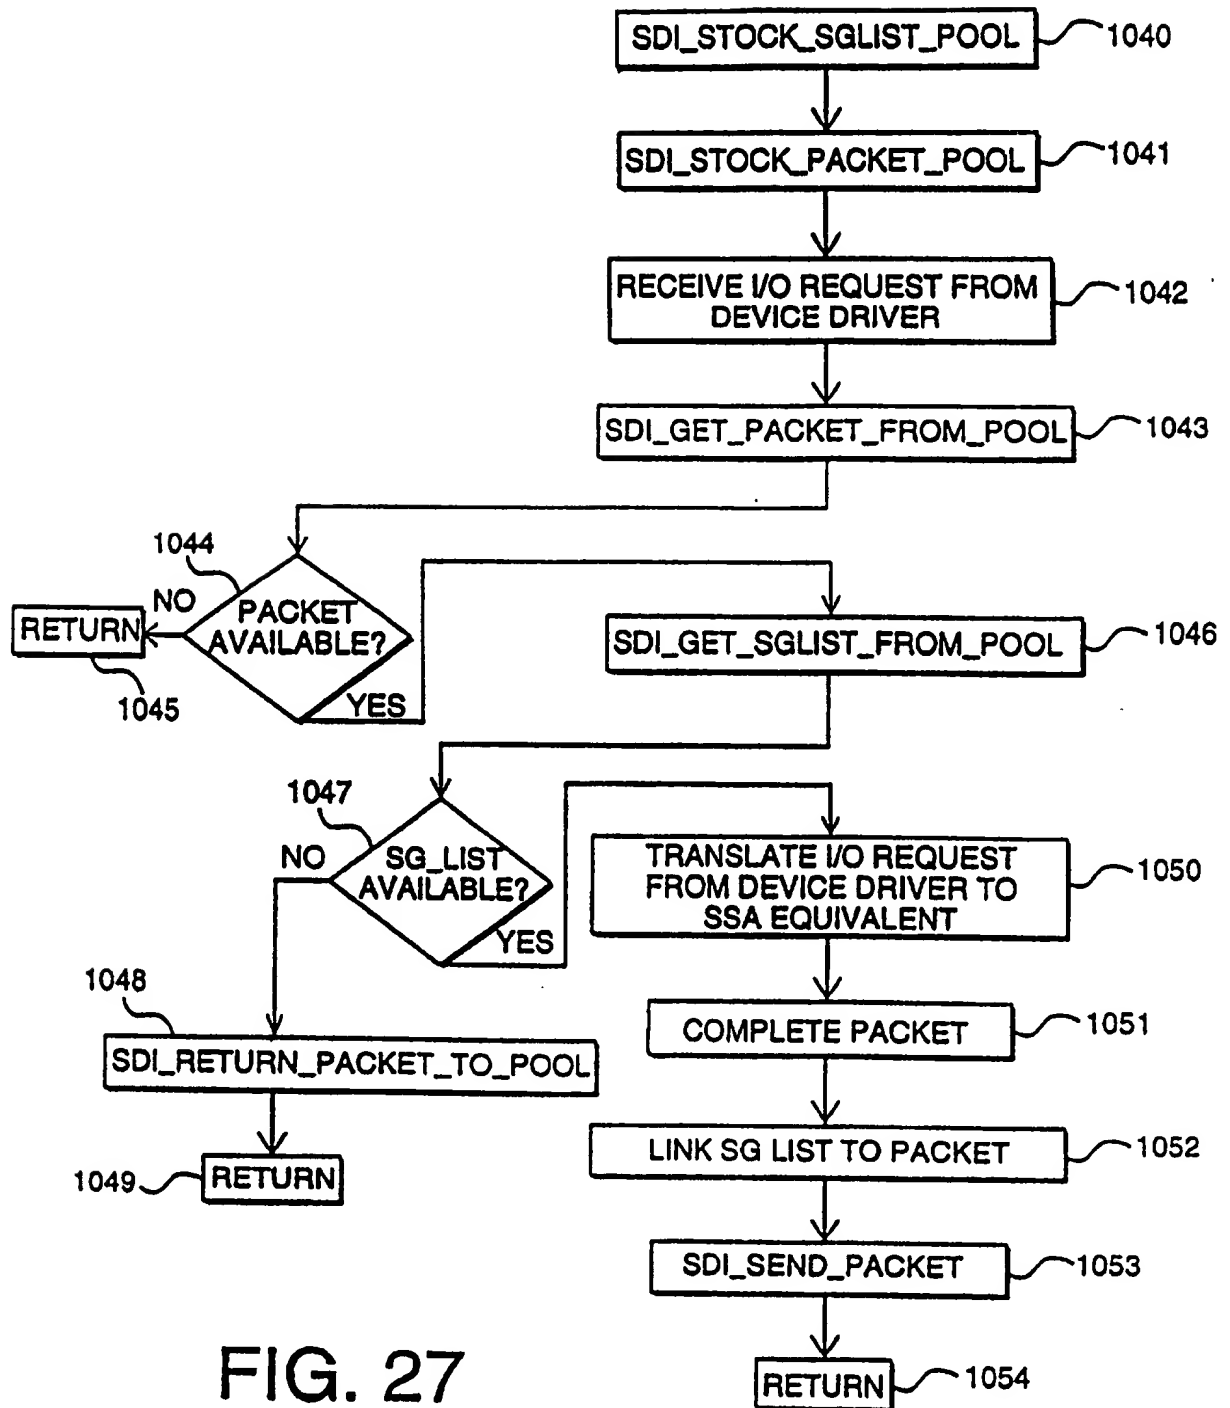 SDI_STOCK_SGLIST_POOL
1040
SDI_STOCK_PACKET_POOL
1041
RECEIVE I/O REQUEST FROM
DEVICE DRIVER
1042
SDI_GET_PACKET_FROM_POOL
1043
1044
NO
PACKET
AVAILABLE?
RETURN
1045
YES
SDI_GET_SGLIST_FROM_POOL
1046
1047
NO
SG_LIST
AVAILABLE?
YES
TRANSLATE I/O REQUEST
FROM DEVICE DRIVER TO
SSA EQUIVALENT
1050
1048
SDI_RETURN_PACKET_TO_POOL
COMPLETE PACKET
1051
1049
RETURN
LINK SG LIST TO PACKET
1052
SDI_SEND_PACKET
1053
RETURN
1054
FIG. 27